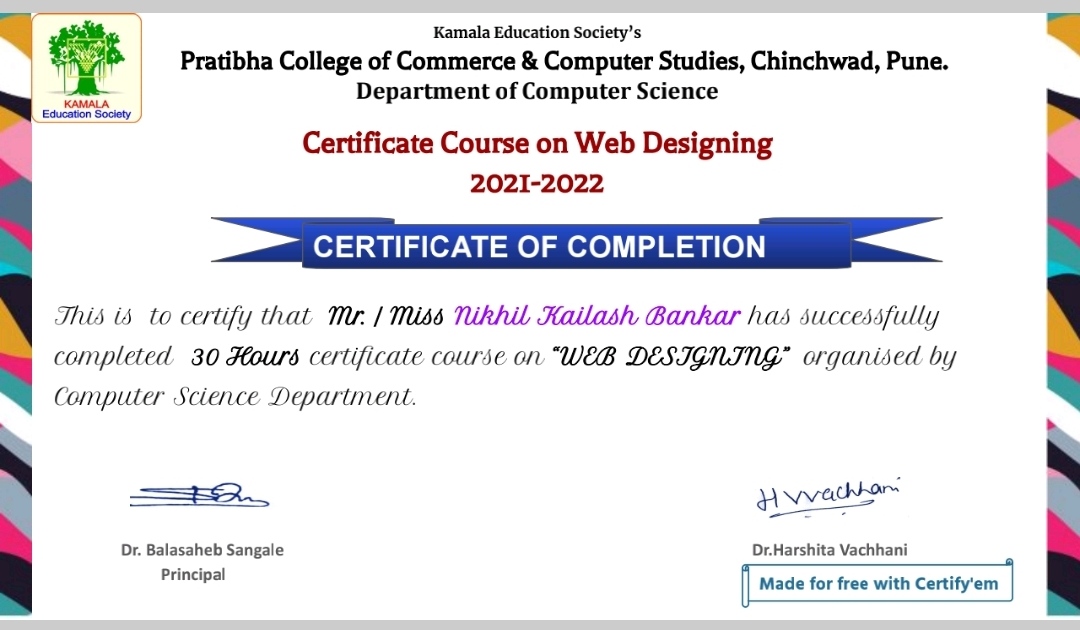 KAMALA
Education Society
Kamala Education Society's
Pratibha College of Commerce & Computer Studies, Chinchwad, Pune.
Department of Computer Science
Certificate Course on Web Designing
2021-2022
CERTIFICATE OF COMPLETION
This is to certify that Mr. / Miss Nikhil Kailash Bankar has successfully
completed 30 Hours certificate course on “WEB DESIGNING” organised by
Computer Science Department.
H V Vachhani
Dr. Balasaheb Sangale
Principal
Dr.Harshita Vachhani
Made for free with Certify'em